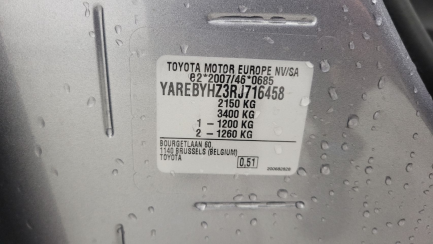 TOYOTA MOTOR EUROPE NV/SA
e2*2007/46*0685
YAREBYHZ3RJ716458
2150 KG
3400 KG
1 - 1200 KG
2 - 1260 KG
BOURGETLAAN 60,
1140 BRUSSELS (BELGIUM)
TOYOTA
0,51